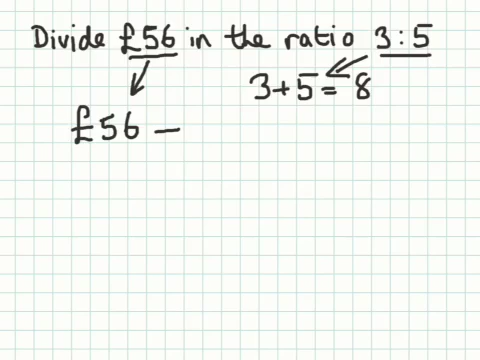 Divide £56 in the ratio 3:5
3+5=8
£56 —